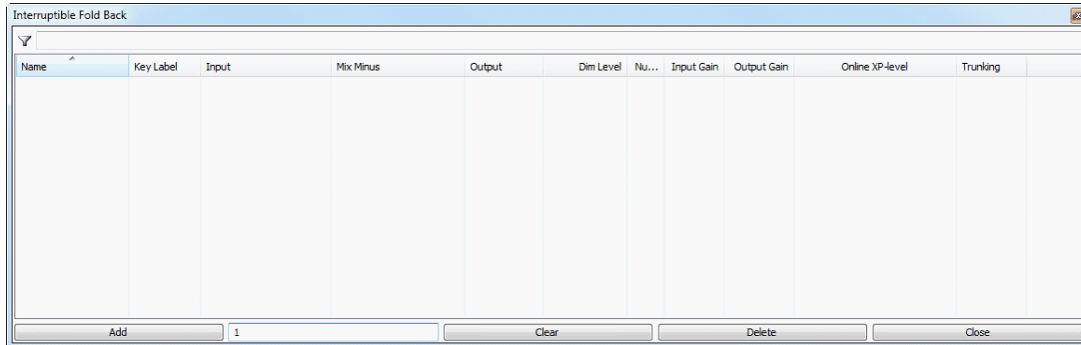 Interruptible Fold Back
Name Key Label Input Mix Minus Output Dim Level Nu... Input Gain Output Gain Online XP-level Trunking
Add 1 Clear Delete Close